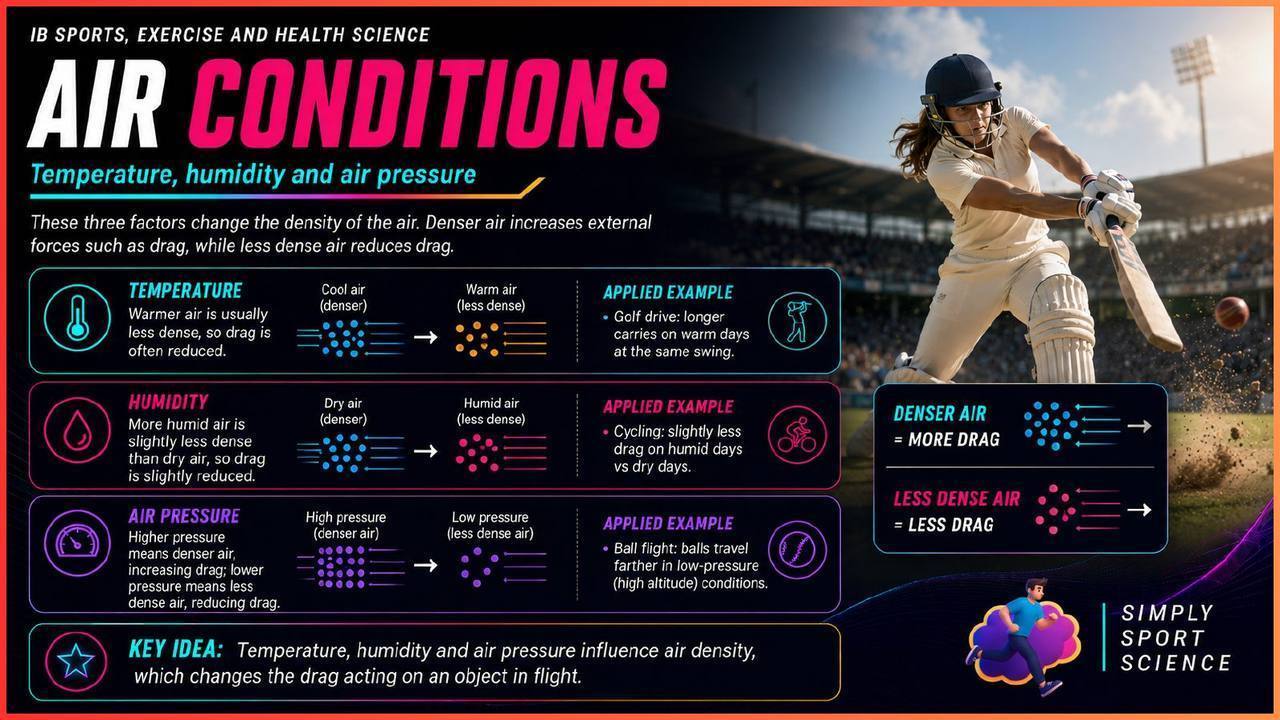 IB SPORTS, EXERCISE AND HEALTH SCIENCE
AIR CONDITIONS
Temperature, humidity and air pressure
These three factors change the density of the air. Denser air increases external
forces such as drag, while less dense air reduces drag.
TEMPERATURE
Warmer air is usually
less dense, so drag is
often reduced.
Cool air
(denser)
Warm air
(less dense)
APPLIED EXAMPLE
• Golf drive: longer
carries on warm days
at the same swing.
HUMIDITY
More humid air is
slightly less dense
than dry air, so drag
is slightly reduced.
Dry air
(denser)
Humid air
(less dense)
APPLIED EXAMPLE
• Cycling: slightly less
drag on humid days
vs dry days.
AIR PRESSURE
Higher pressure
means denser air,
increasing drag; lower
pressure means less
dense air, reducing drag.
High pressure
(denser air)
Low pressure
(less dense air)
APPLIED EXAMPLE
• Ball flight: balls travel
farther in low-pressure
(high altitude) conditions.
KEY IDEA: Temperature, humidity and air pressure influence air density,
which changes the drag acting on an object in flight.
DENSER AIR
= MORE DRAG
LESS DENSE AIR
= LESS DRAG
SIMPLY
SPORT
SCIENCE